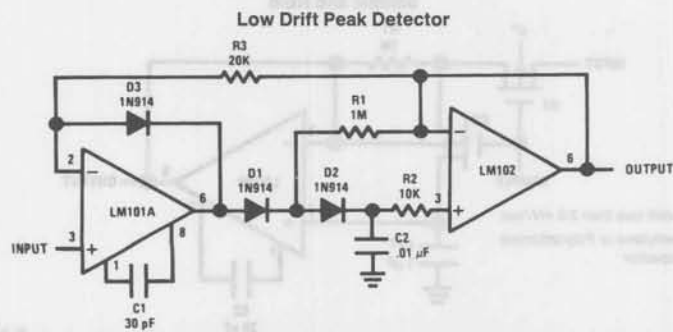 Low Drift Peak Detector
R3
20K
D3
1N914
R1
1M
2
−
LM101A
6
8
D1
1N914
D2
1N914
R2
10K
3
−
+
LM102
6
OUTPUT
INPUT
3
+
1
C1
30 pF
C2
.01 μF